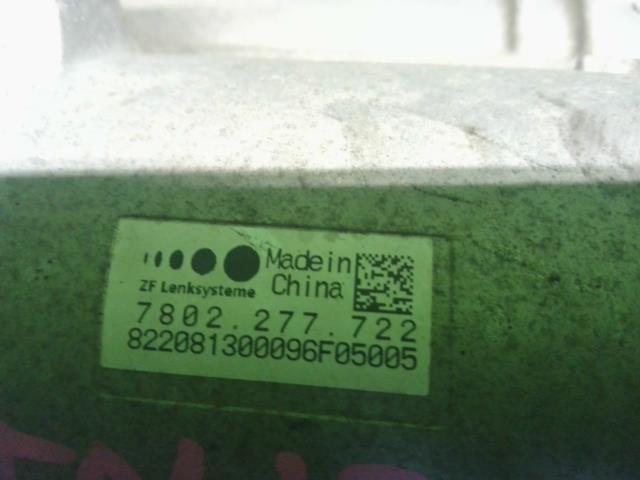 ZF Lenksysteme
Made in
China
7802.277.722
822081300096F05005